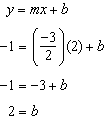 y = mx + b
−1 = (−3/2)(2) + b
−1 = −3 + b
2 = b